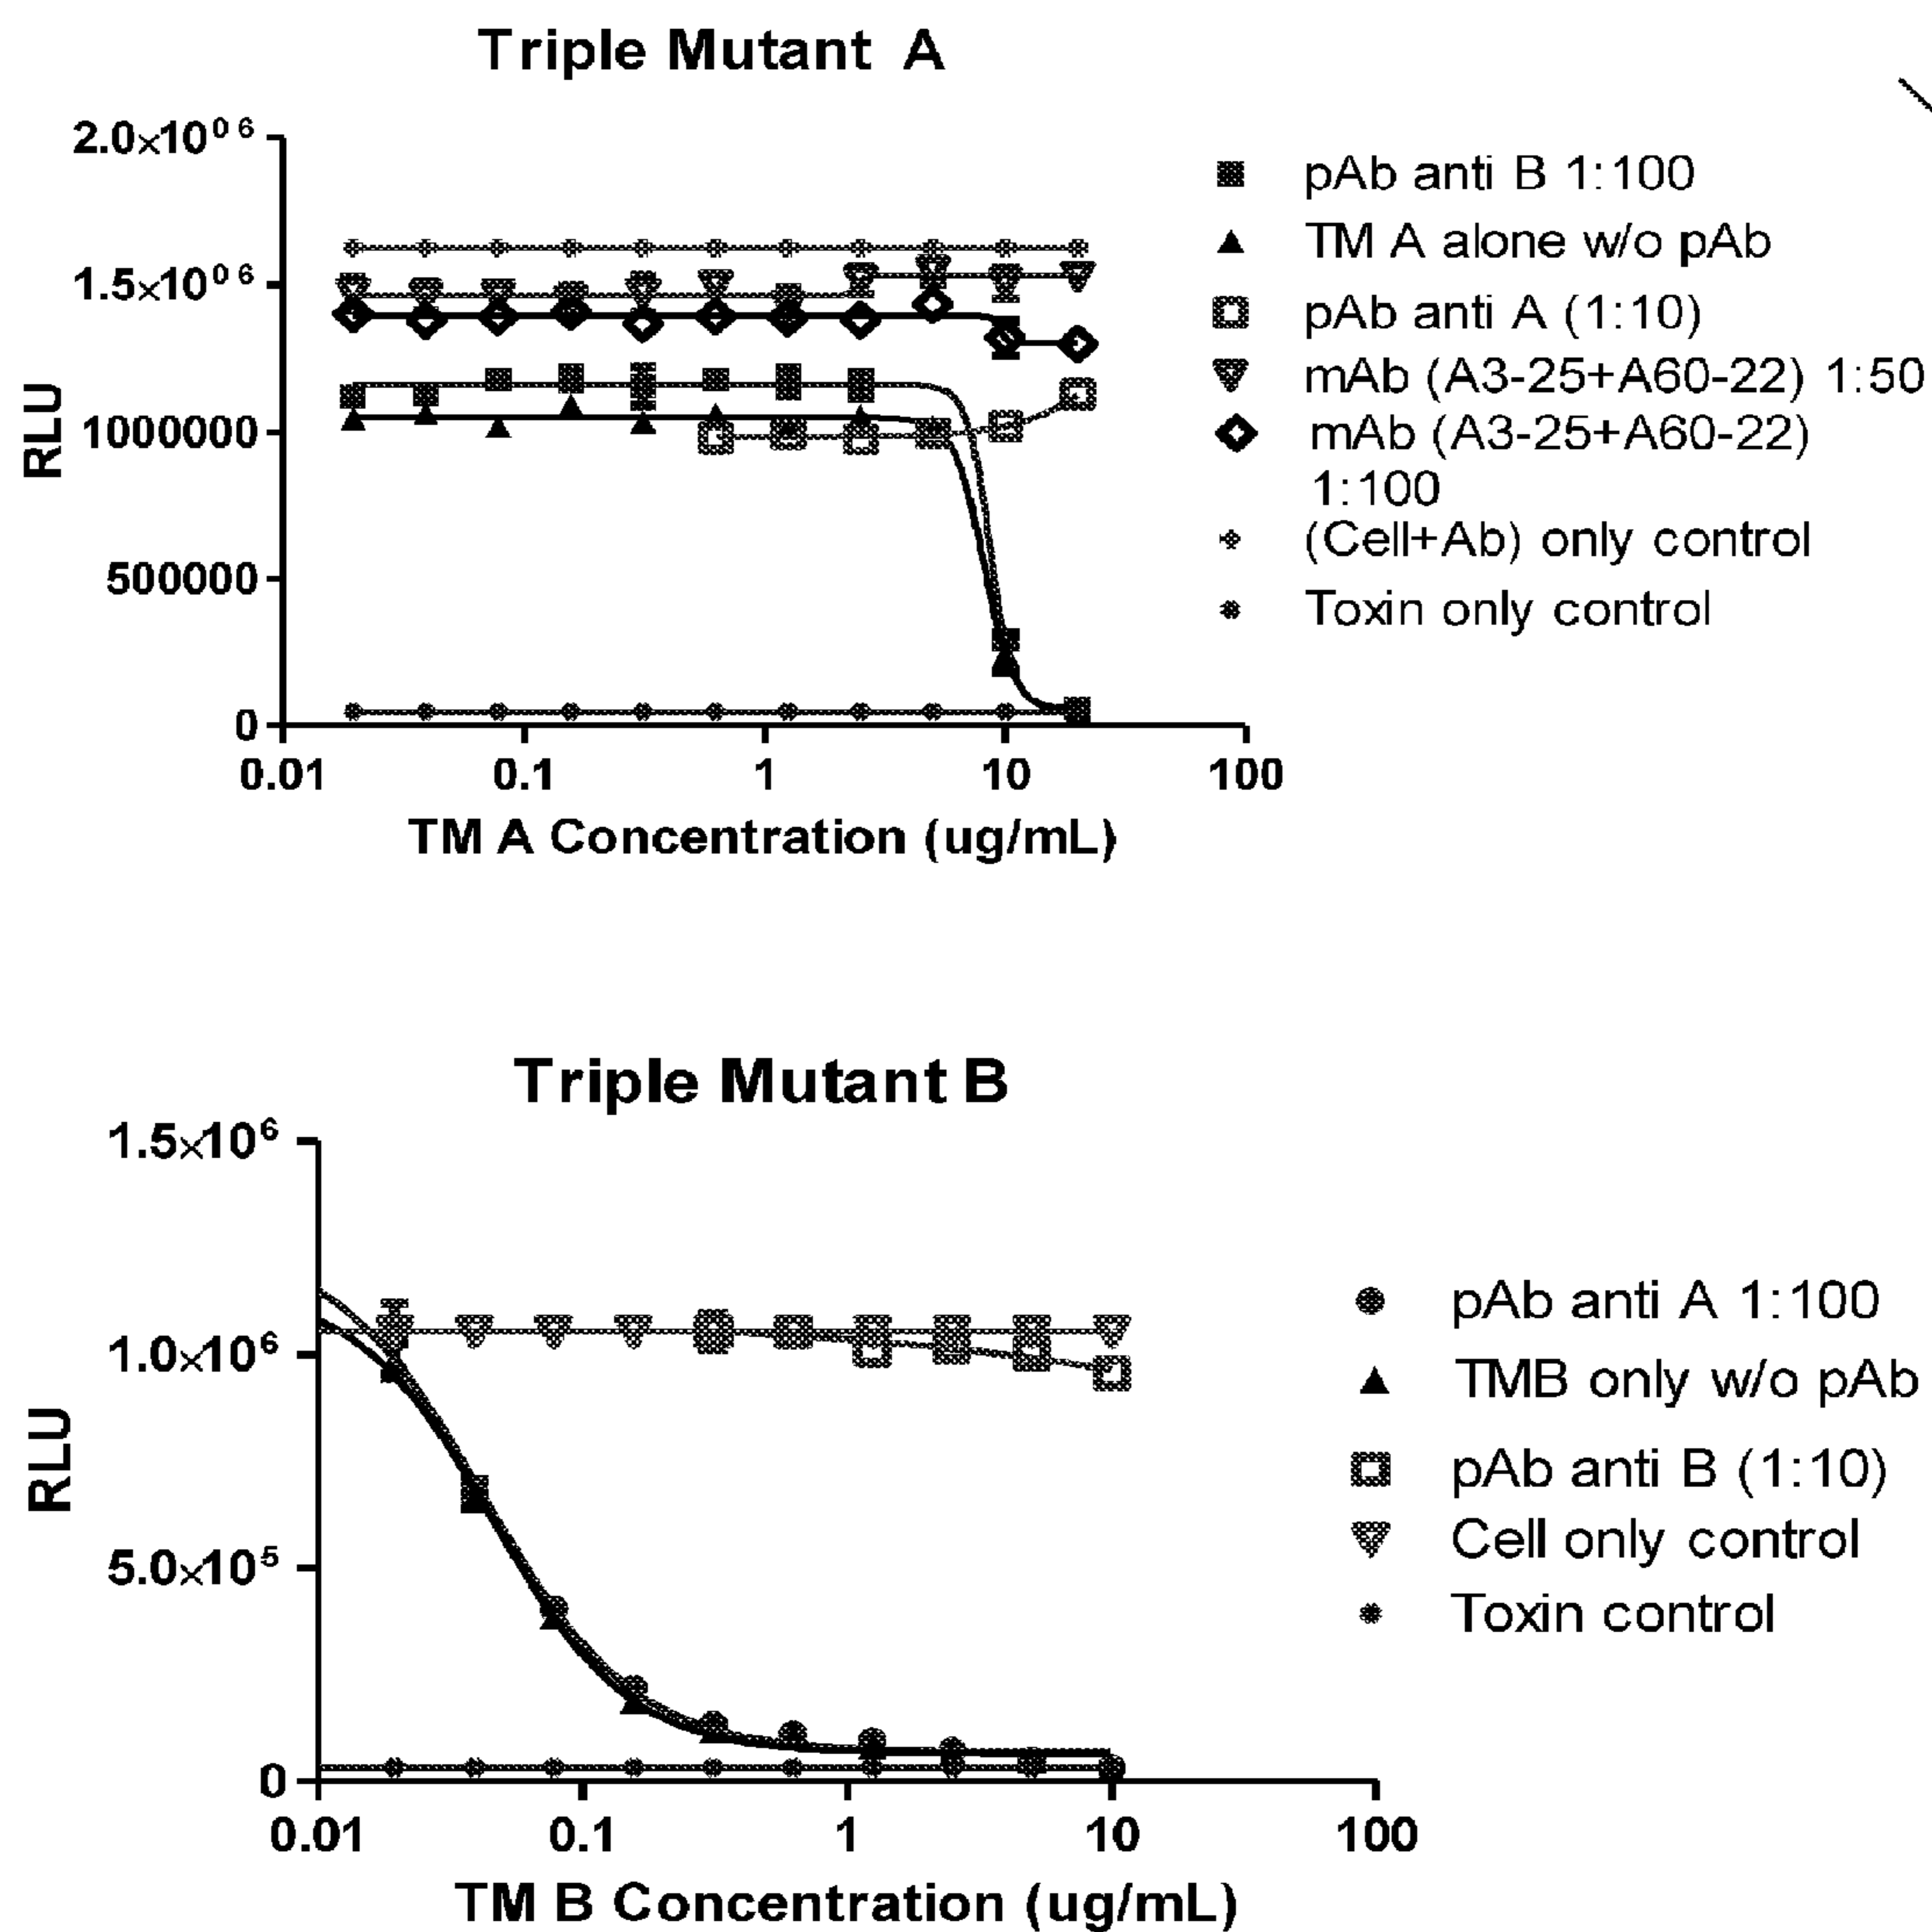 Triple Mutant A
2.0×10⁰⁶
1.5×10⁰⁶
1000000
500000
0
RLU
0.01 0.1 1 10 100
TM A Concentration (ug/mL)
pAb anti B 1:100
TM A alone w/o pAb
pAb anti A (1:10)
mAb (A3-25+A60-22) 1:50
mAb (A3-25+A60-22)
1:100
(Cell+Ab) only control
Toxin only control
Triple Mutant B
1.5×10⁶
1.0×10⁶
5.0×10⁵
0
RLU
0.01 0.1 1 10 100
TM B Concentration (ug/mL)
pAb anti A 1:100
TMB only w/o pAb
pAb anti B (1:10)
Cell only control
Toxin control